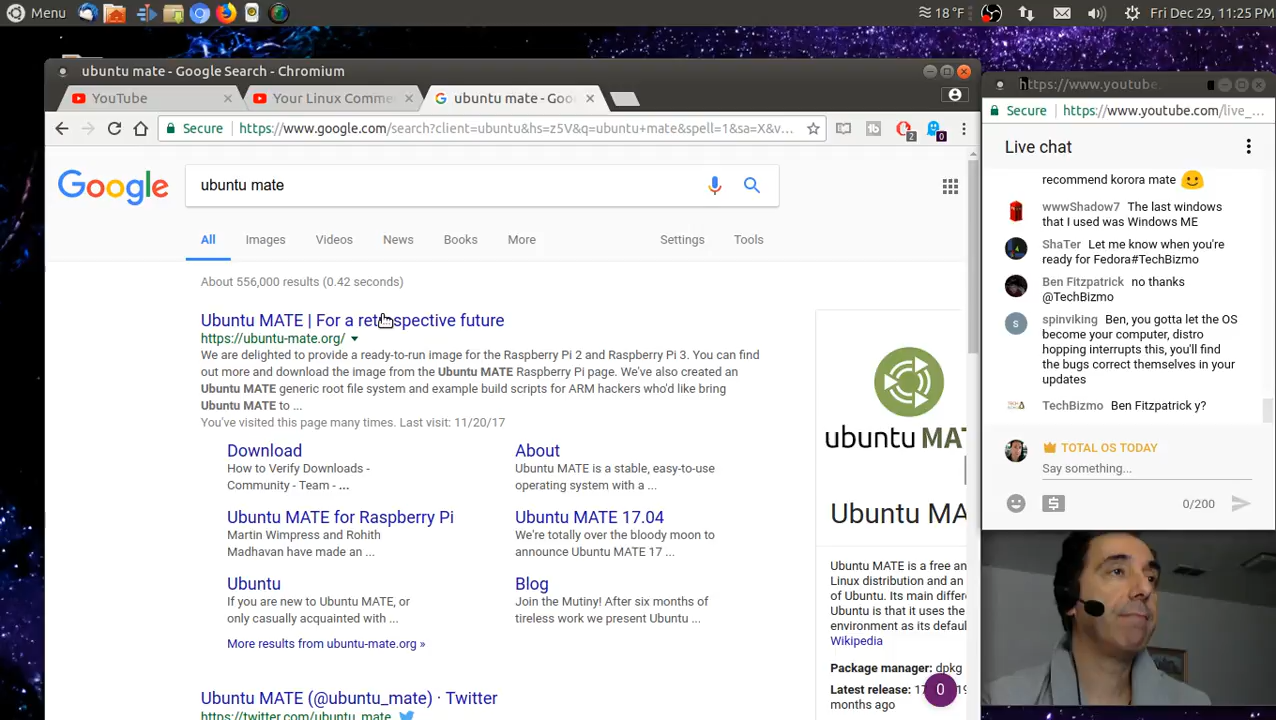 Menu
18 °F
Fri Dec 29, 11:25 PM
ubuntu mate - Google Search - Chromium
YouTube
Your Linux Comme
ubuntu mate - Goo
Secure
https://www.google.com/search?client=ubuntu&hs=z5V&q=ubuntu+mate&spell=1&sa=X&v...
2
0
Google
ubuntu mate
All
Images
Videos
News
Books
More
Settings
Tools
About 556,000 results (0.42 seconds)
Ubuntu MATE | For a retrospective future
https://ubuntu-mate.org/
We are delighted to provide a ready-to-run image for the Raspberry Pi 2 and Raspberry Pi 3. You can find
out more and download the image from the Ubuntu MATE Raspberry Pi page. We've also created an
Ubuntu MATE generic root file system and example build scripts for ARM hackers who'd like bring
Ubuntu MATE to ...
You've visited this page many times. Last visit: 11/20/17
Download
How to Verify Downloads -
Community - Team - ...
About
Ubuntu MATE is a stable, easy-to-use
operating system with a ...
Ubuntu MATE for Raspberry Pi
Martin Wimpress and Rohith
Madhavan have made an ...
Ubuntu MATE 17.04
We're totally over the bloody moon to
announce Ubuntu MATE 17 ...
Ubuntu
If you are new to Ubuntu MATE, or
only casually acquainted with ...
Blog
Join the Mutiny! After six months of
tireless work we present Ubuntu ...
More results from ubuntu-mate.org »
Ubuntu MATE (@ubuntu_mate) · Twitter
https://twitter.com/ubuntu_mate
ubuntu MA
Ubuntu MA
Ubuntu MATE is a free an
Linux distribution and an
of Ubuntu. Its main differe
Ubuntu is that it uses the
environment as its defaul
Wikipedia
Package manager: dpkg
Latest release: 17
19
months ago
0
https://www.youtube.
Secure
https://www.youtube.com/live_...
Live chat
recommend korora mate
wwwShadow7 The last windows
that I used was Windows ME
ShaTer Let me know when you're
ready for Fedora#TechBizmo
Ben Fitzpatrick no thanks
@TechBizmo
S
spinviking Ben, you gotta let the OS
become your computer, distro
hopping interrupts this, you'll find
the bugs correct themselves in your
updates
TechBizmo Ben Fitzpatrick y?
TOTAL OS TODAY
Say something...
0/200